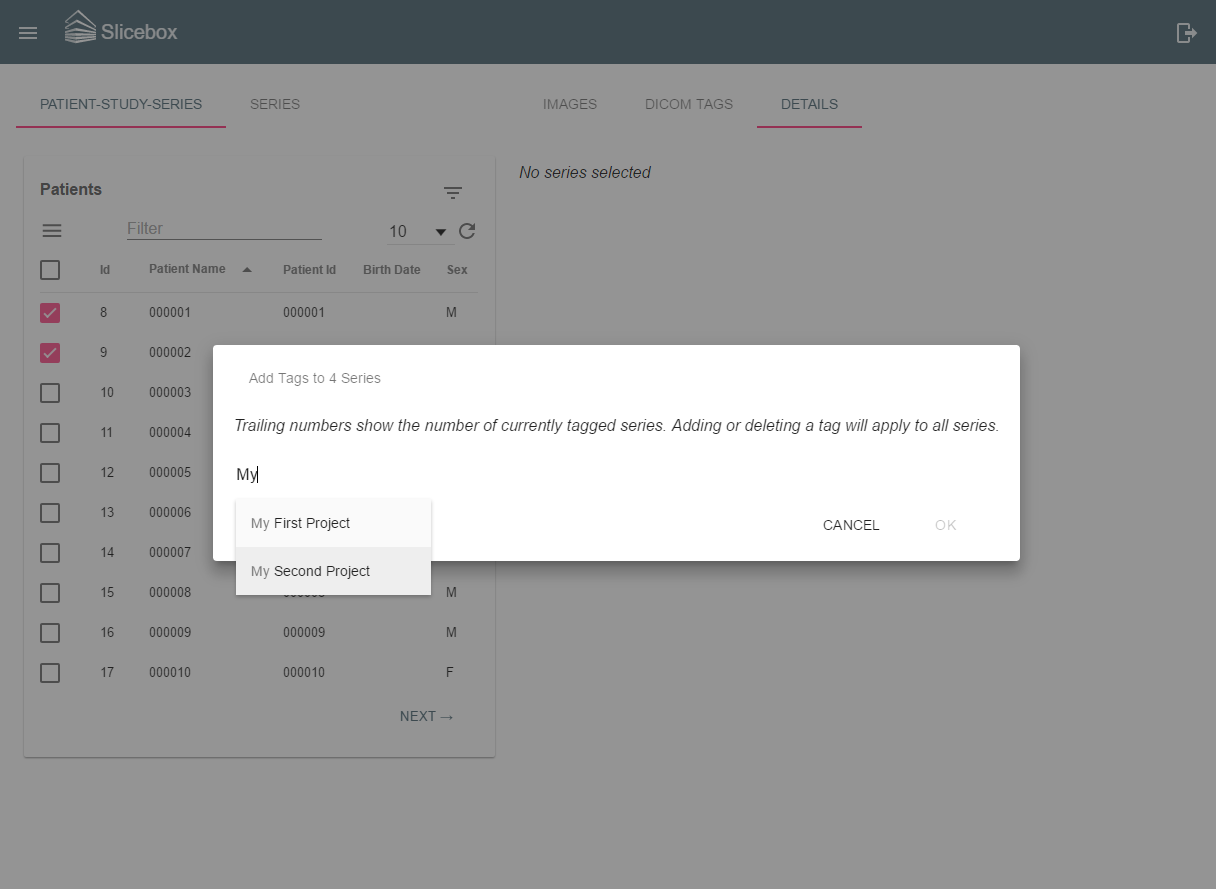 Slicebox
PATIENT-STUDY-SERIES SERIES IMAGES DICOM TAGS DETAILS
No series selected
Patients
Filter 10
Id Patient Name Patient Id Birth Date Sex
8 000001 000001 M
9 000002
10 000003
11 000004
12 000005
13 000006
14 000007
15 000008 M
16 000009 000009 M
17 000010 000010 F
NEXT →
Add Tags to 4 Series
Trailing numbers show the number of currently tagged series. Adding or deleting a tag will apply to all series.
My
My First Project
My Second Project
CANCEL OK